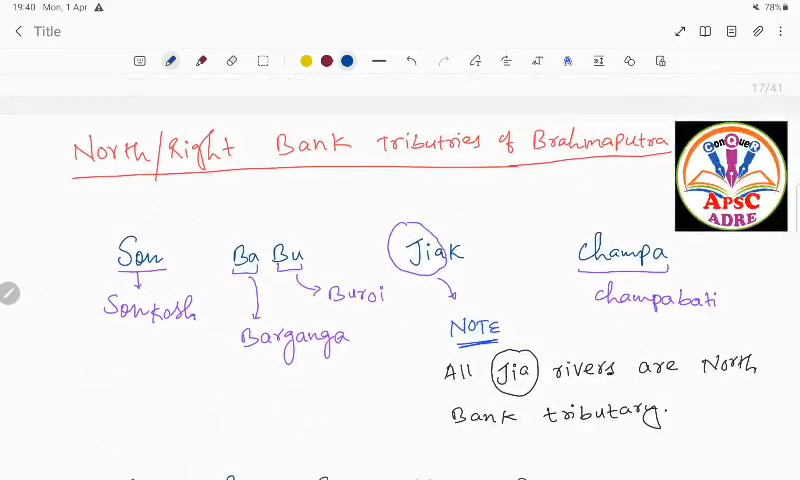 19:40 Mon, 1 Apr
78%
Title
17/41
North/Right Bank Tributries of Brahmaputra
ConQueR
APSC
ADRE
Son Ba Bu Jiak Champa
Sonkosh Buroi Champabati
Barganga
NOTE
All Jia rivers are North
Bank tributary.